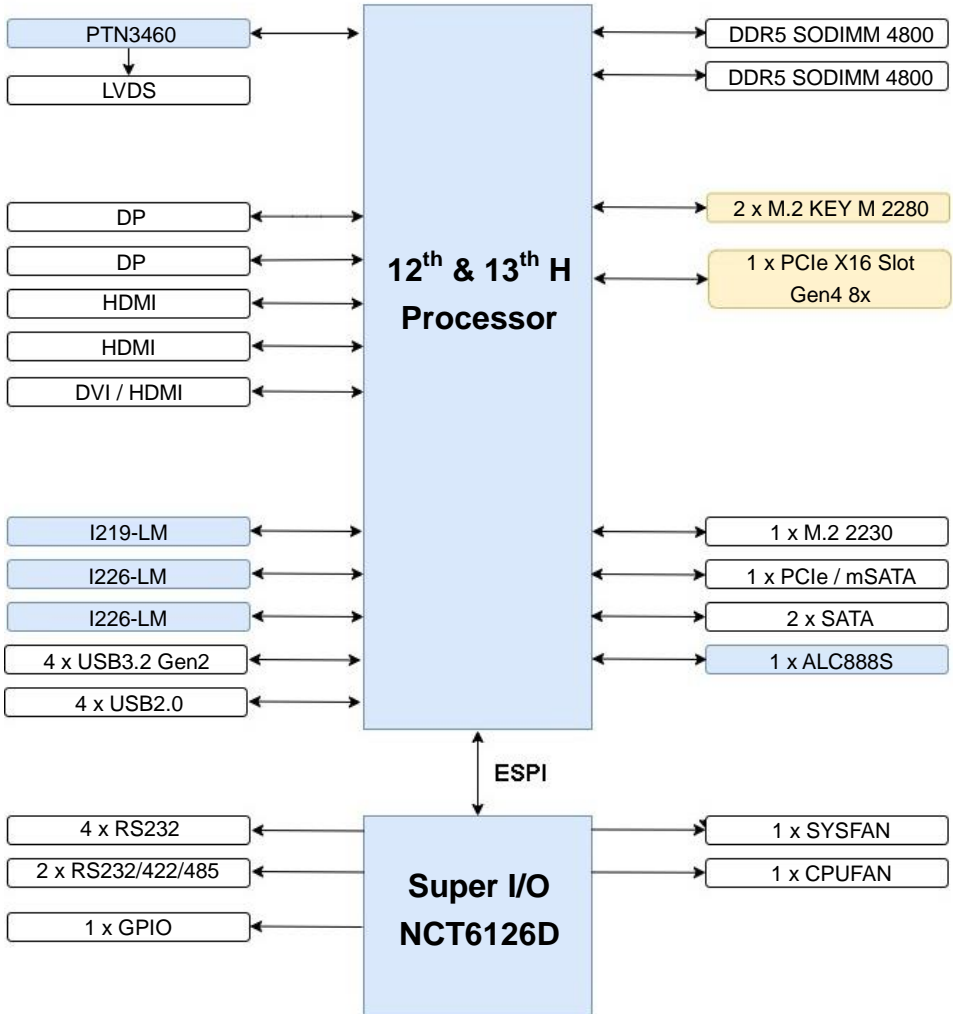 PTN3460
LVDS
DP
DP
HDMI
HDMI
DVI / HDMI
I219-LM
I226-LM
I226-LM
4 x USB3.2 Gen2
4 x USB2.0
12th & 13th H
Processor
DDR5 SODIMM 4800
DDR5 SODIMM 4800
2 x M.2 KEY M 2280
1 x PCIe X16 Slot
Gen4 8x
1 x M.2 2230
1 x PCIe / mSATA
2 x SATA
1 x ALC888S
ESPI
4 x RS232
2 x RS232/422/485
1 x GPIO
Super I/O
NCT6126D
1 x SYSFAN
1 x CPUFAN